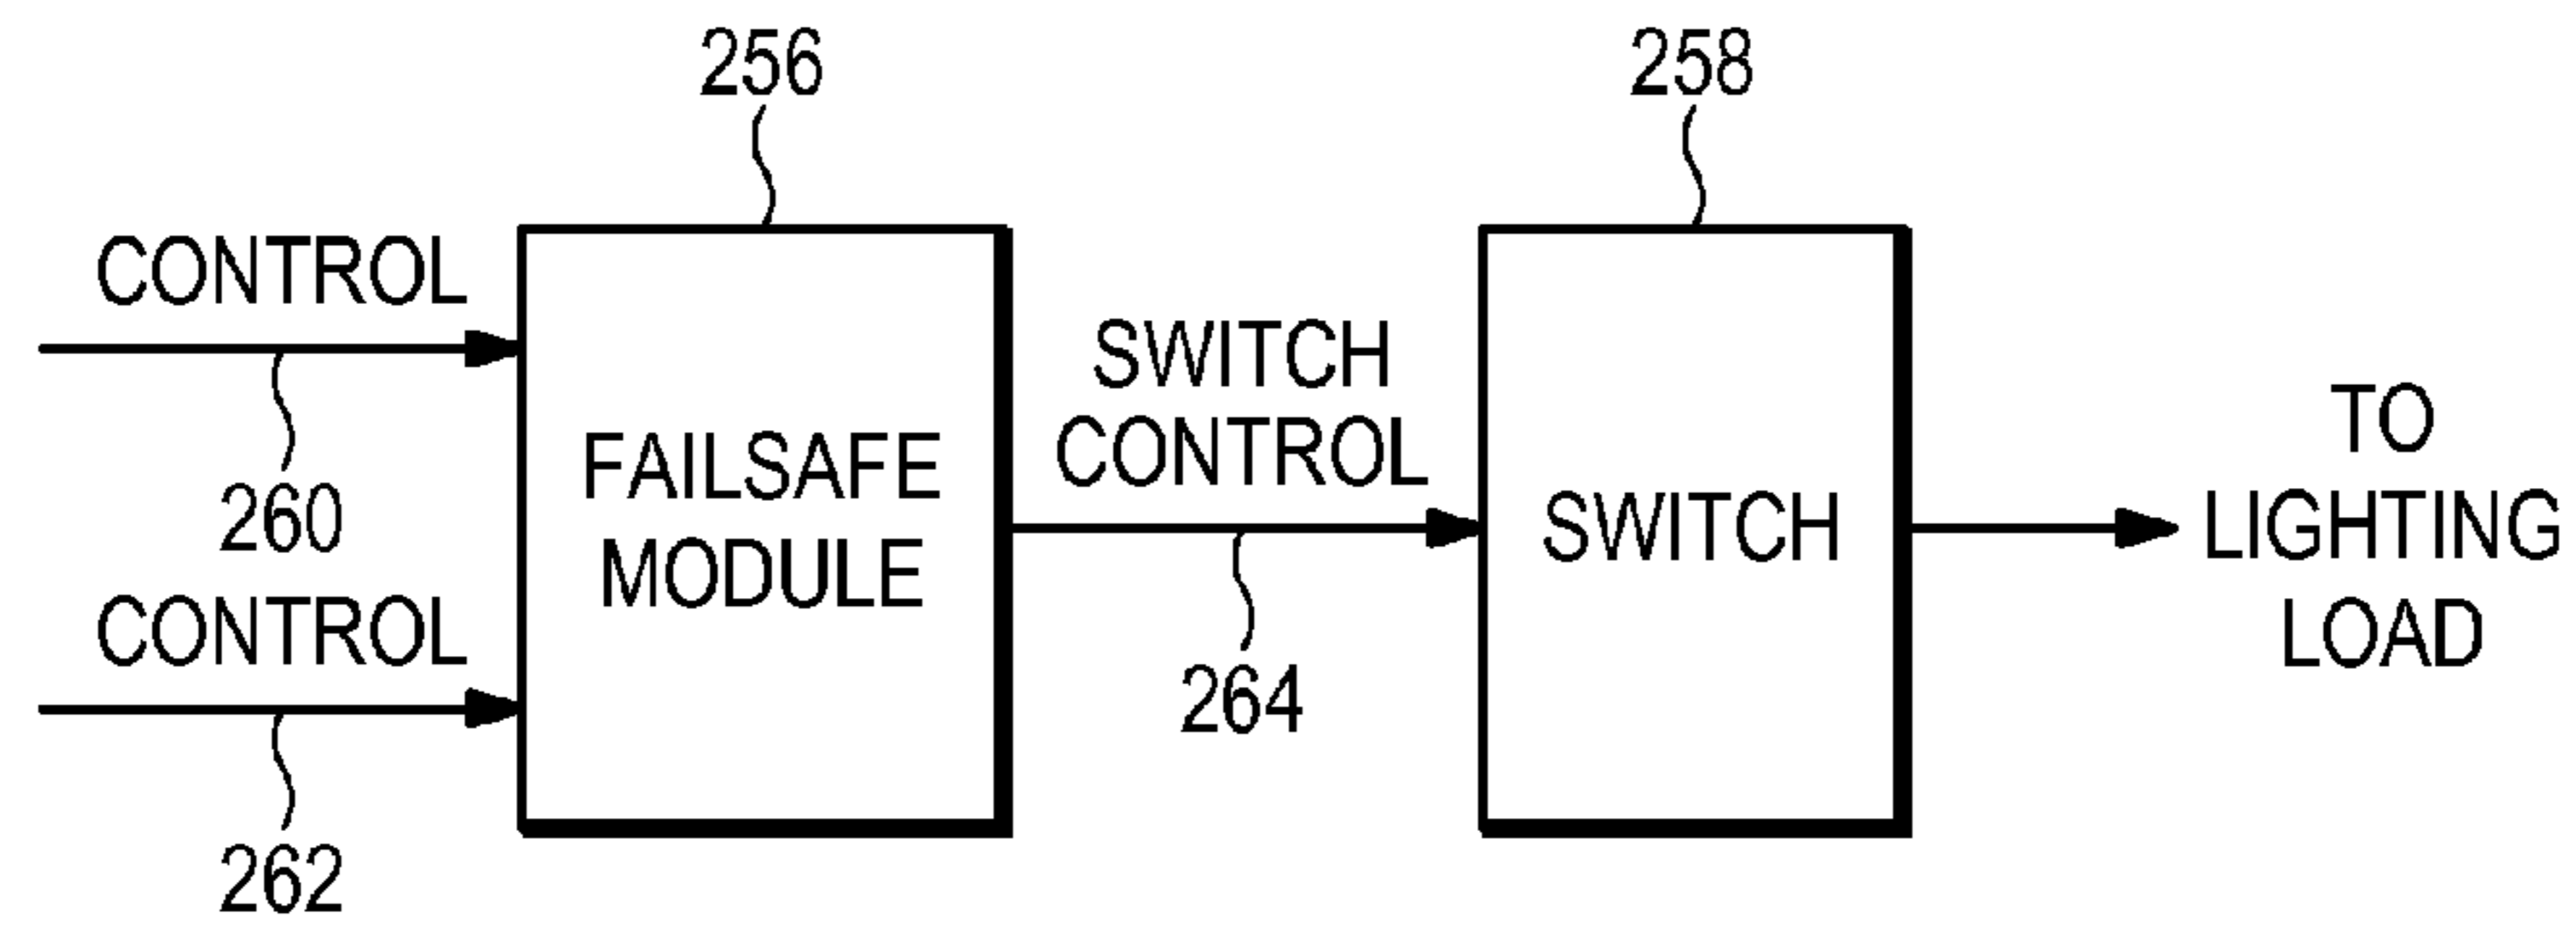 256
258
CONTROL
260
CONTROL
262
FAILSAFE
MODULE
SWITCH
CONTROL
264
SWITCH
TO
LIGHTING
LOAD